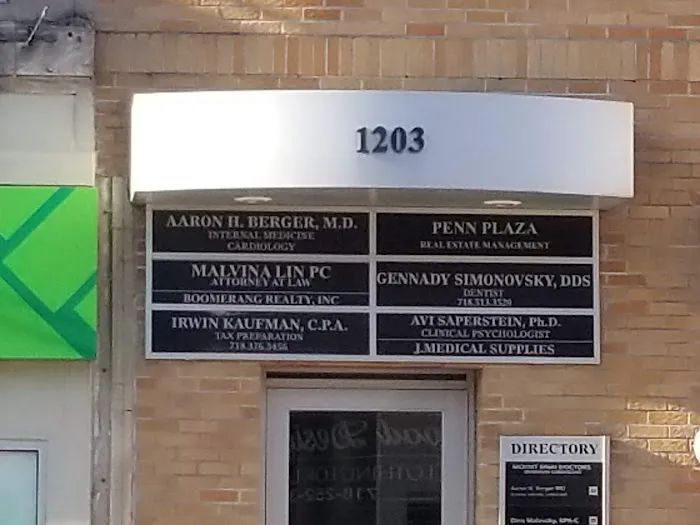 1203
AARON H. BERGER, M.D.
INTERNAL MEDICINE
CARDIOLOGY
MALVINA LIN PC
ATTORNEY AT LAW
BOOMERANG REALTY, INC
IRWIN KAUFMAN, C.P.A.
TAX PREPARATION
718.376.3456
PENN PLAZA
REAL ESTATE MANAGEMENT
GENNADY SIMONOVSKY, DDS
DENTIST
718.513.3520
AVI SAPERSTEIN, Ph.D.
CLINICAL PSYCHOLOGIST
J.MEDICAL SUPPLIES
DIRECTORY
MOUNT SINAI DOCTORS
Aaron H. Berger MD